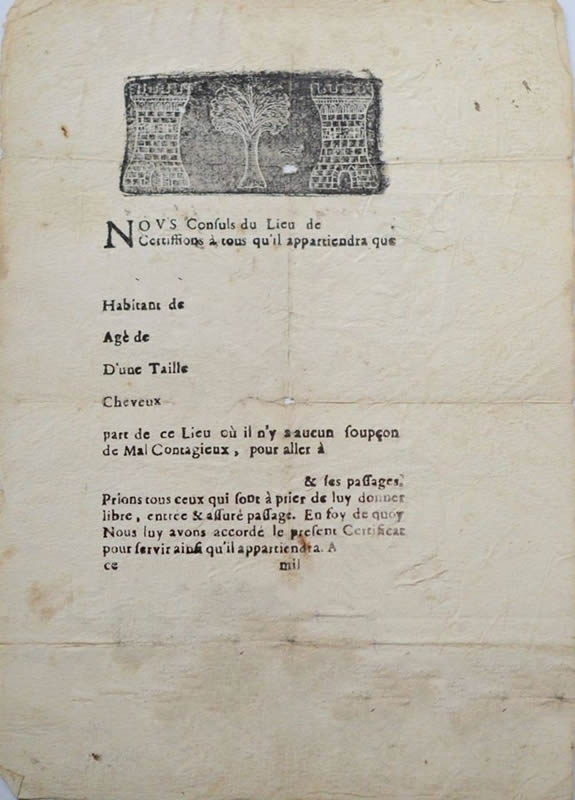 NOVS Conſuls du Lieu de
Certiffions à tous qu'il appartiendra que
Habitant de
Agè de
D'une Taille
Cheveux
part de ce Lieu où il n'y a aucun ſoupçon
de Mal Contagieux, pour aller à
& ſes paſſages,
Prions tous ceux qui ſont à prier de luy donner
libre, entrée & aſſuré paſſage. En foy de quoy
Nous luy avons accordé le preſent Certificat
pour ſervir ainſi qu'il appartiendra. A
ce mil